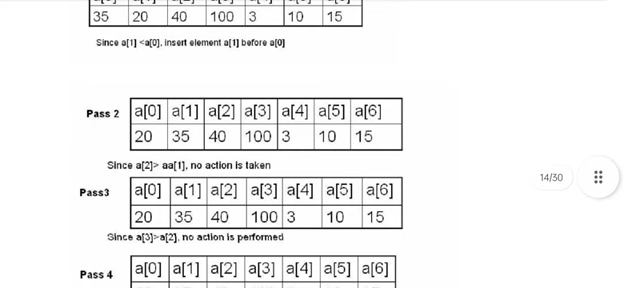 35 20 40 100 3 10 15
Since a[1] <a[0], insert element a[1] before a[0]
Pass 2 a[0] a[1] a[2] a[3] a[4] a[5] a[6]
20 35 40 100 3 10 15
Since a[2]> aa[1], no action is taken
14/30
Pass3 a[0] a[1] a[2] a[3] a[4] a[5] a[6]
20 35 40 100 3 10 15
Since a[3]>a[2], no action is performed
Pass 4 a[0] a[1] a[2] a[3] a[4] a[5] a[6]